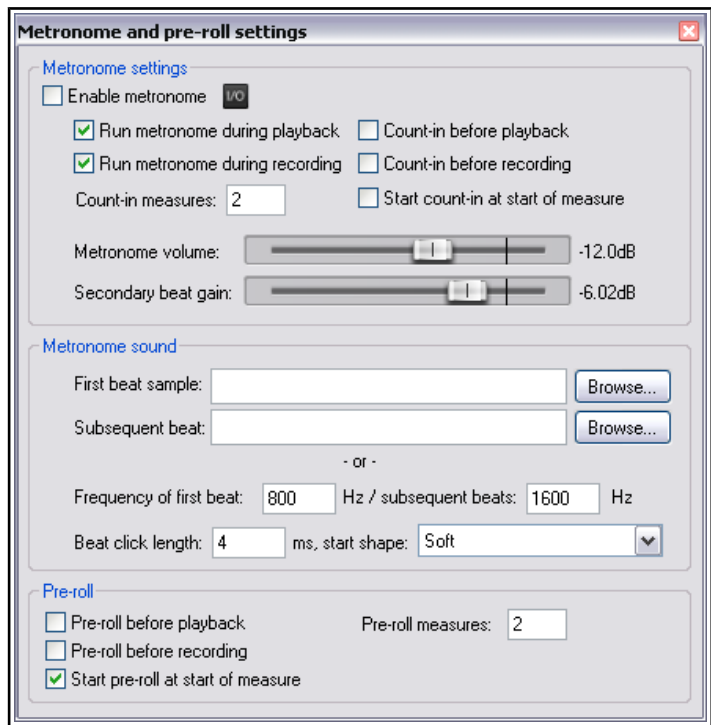 Metronome and pre-roll settings
Metronome settings
Enable metronome I/O
Run metronome during playback Count-in before playback
Run metronome during recording Count-in before recording
Count-in measures: 2 Start count-in at start of measure
Metronome volume: -12.0dB
Secondary beat gain: -6.02dB
Metronome sound
First beat sample: Browse...
Subsequent beat: Browse...
- or -
Frequency of first beat: 800 Hz / subsequent beats: 1600 Hz
Beat click length: 4 ms, start shape: Soft
Pre-roll
Pre-roll before playback Pre-roll measures: 2
Pre-roll before recording
Start pre-roll at start of measure